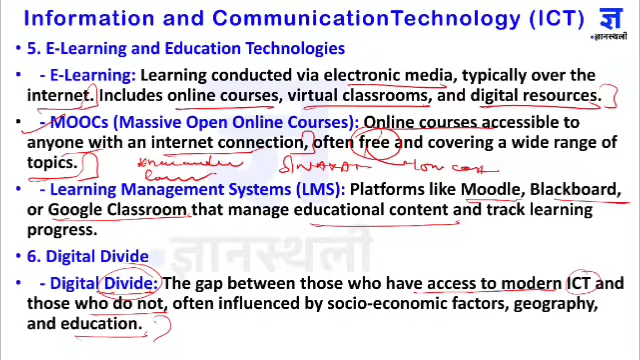 Information and CommunicationTechnology (ICT)
ज्ञ
ज्ञानस्थली
• 5. E-Learning and Education Technologies
• - E-Learning: Learning conducted via electronic media, typically over the
internet. Includes online courses, virtual classrooms, and digital resources.
• - MOOCs (Massive Open Online Courses): Online courses accessible to
anyone with an internet connection, often free and covering a wide range of
topics.
SWAYAM
low cost
• - Learning Management Systems (LMS): Platforms like Moodle, Blackboard,
or Google Classroom that manage educational content and track learning
progress.
ज्ञानस्थली
• 6. Digital Divide
• - Digital Divide: The gap between those who have access to modern ICT and
those who do not, often influenced by socio-economic factors, geography,
and education.